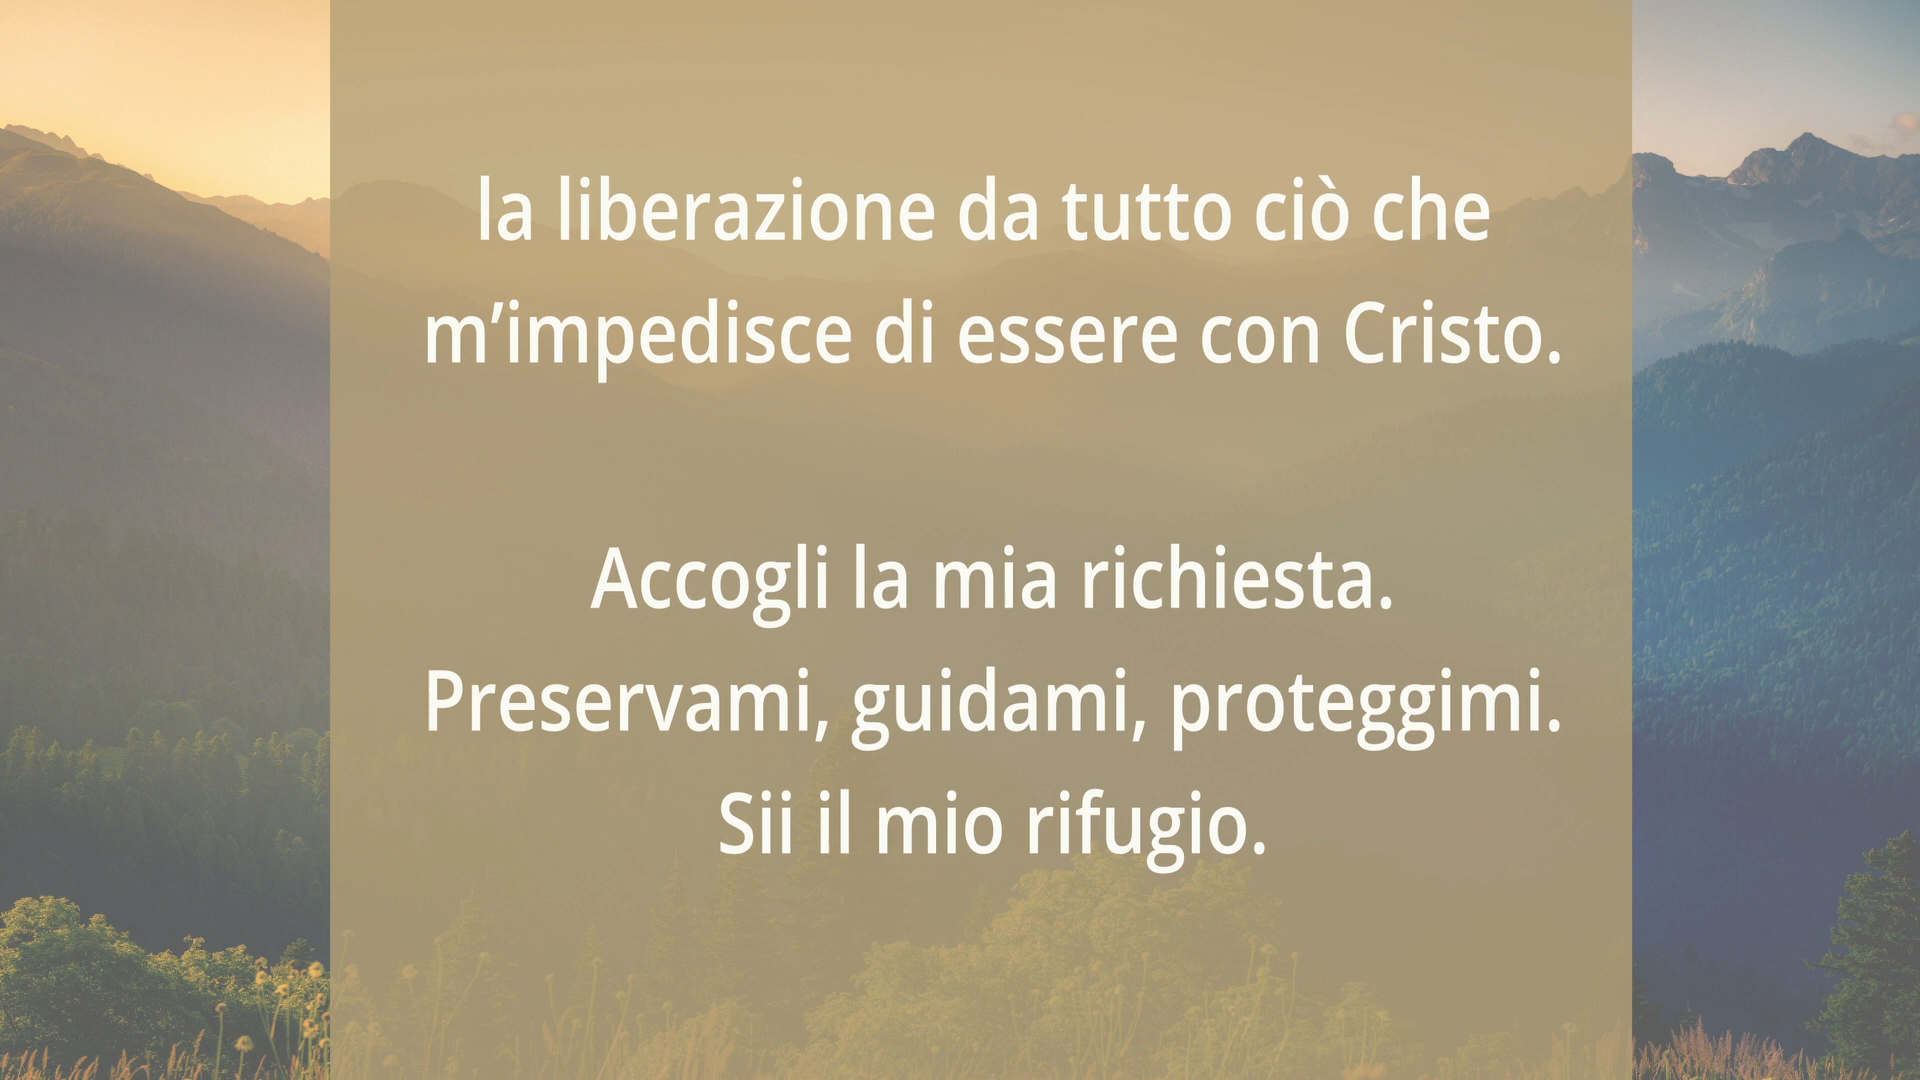 la liberazione da tutto ciò che
m’impedisce di essere con Cristo.
Accogli la mia richiesta.
Preservami, guidami, proteggimi.
Sii il mio rifugio.